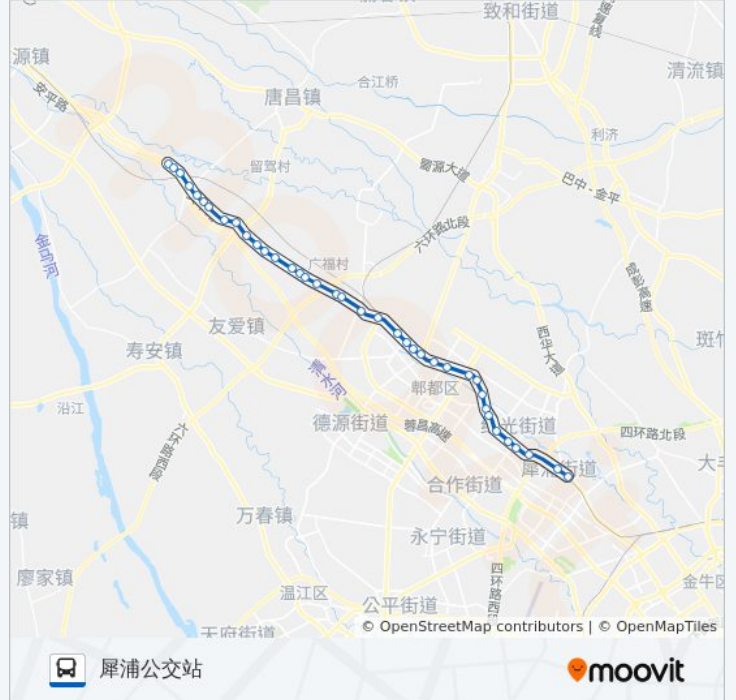 致和街道
源镇
清流镇
合江桥
安平路
唐昌镇
利济
留驾村
蜀源大道
巴中-金平
六环路北段
金马河
广福村
成彭高速
友爱镇
寿安镇
西华大道
清水河
郫都区
沿江
德源街道
蓉昌高速
光街道
四环路北段
六环路西段
犀浦街道
合作街道
镇
万春镇
永宁街道
廖家镇
四环路西段
金牛区
温江区
公平街道
天府街道
© OpenStreetMap contributors | © OpenMapTiles
犀浦公交站
moovit